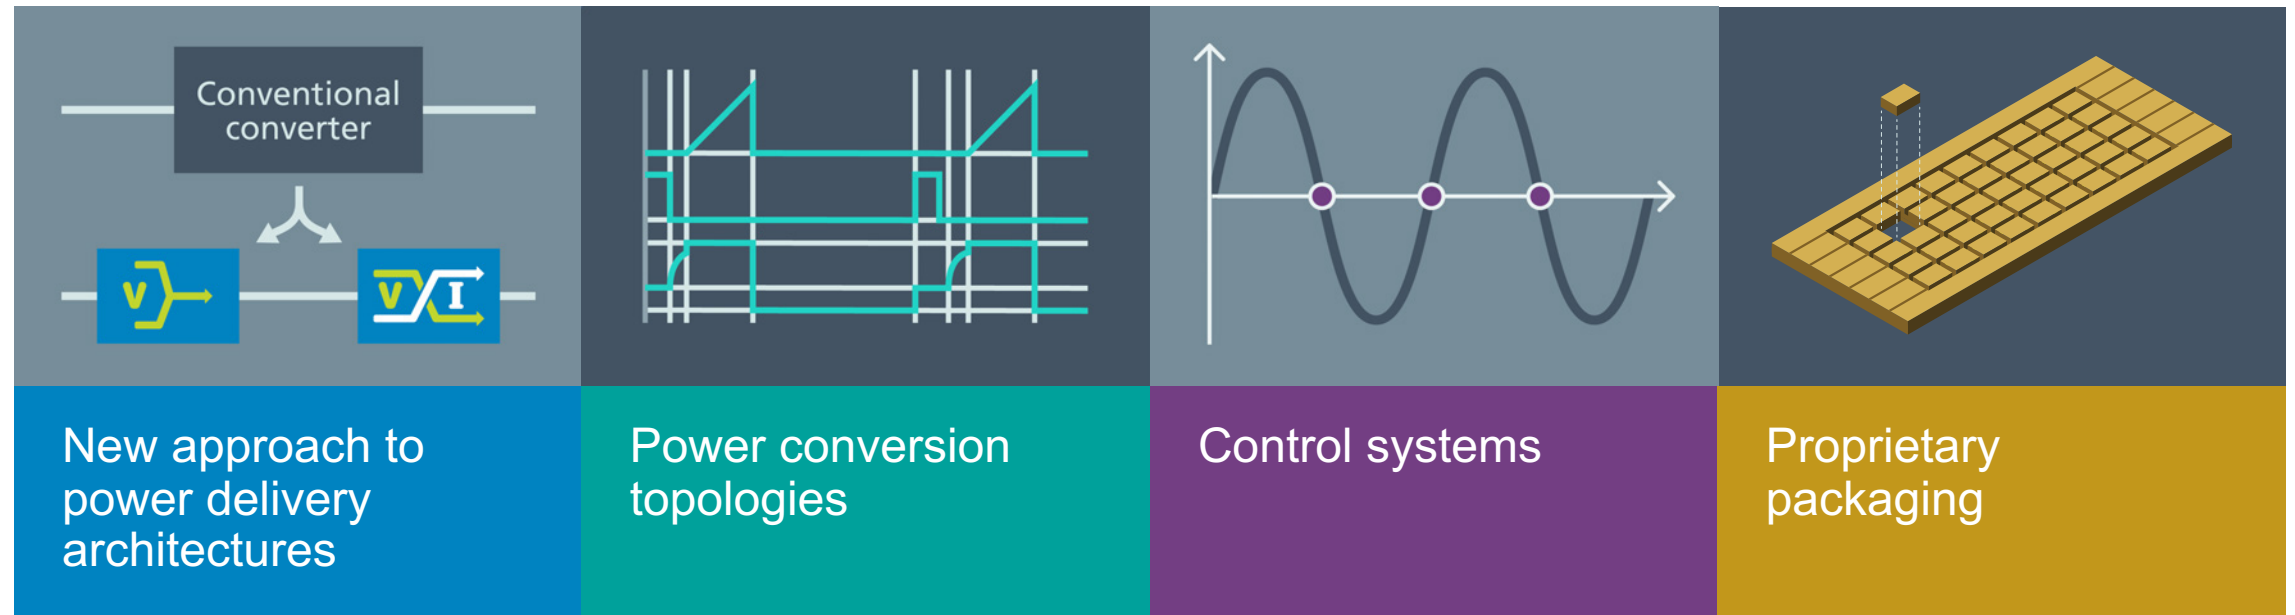 Conventional
converter
V
V I
New approach to
power delivery
architectures
Power conversion
topologies
Control systems
Proprietary
packaging